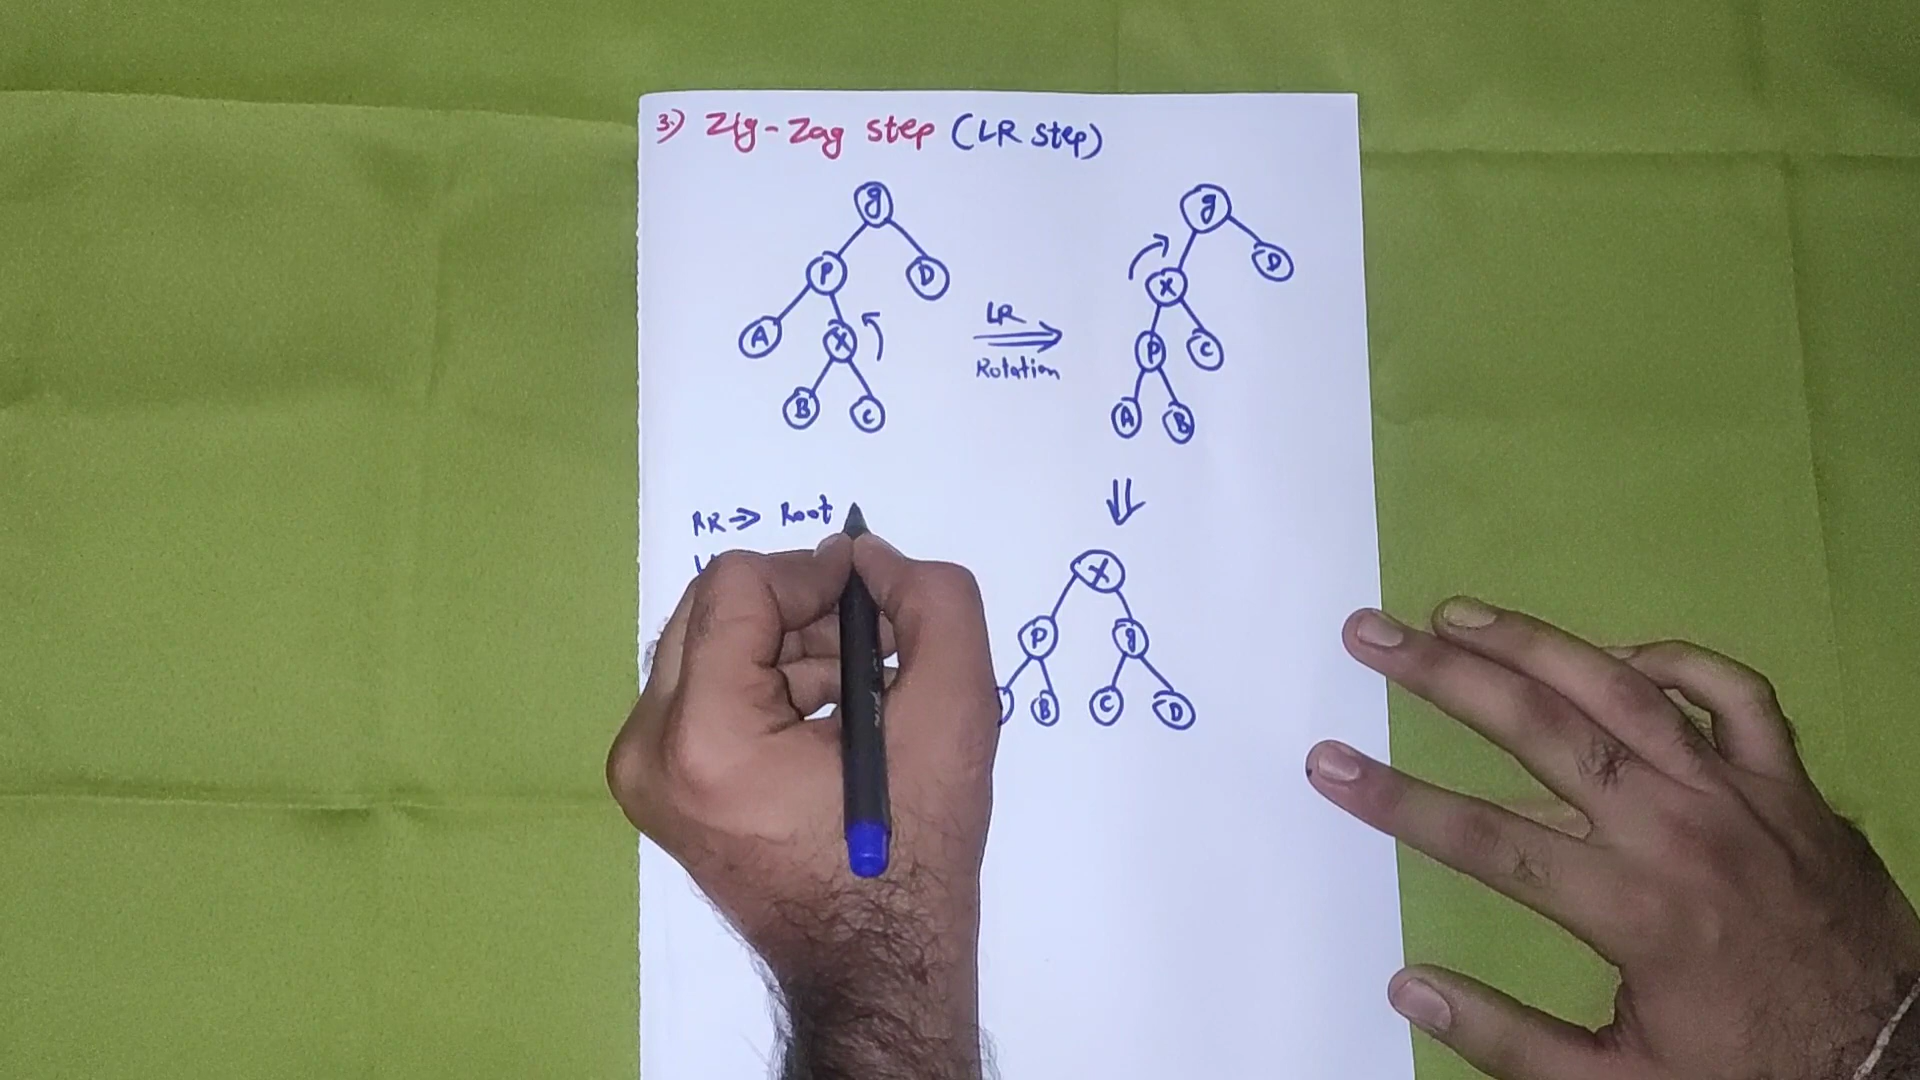 3.) Zig-Zag step (LR step)
g
P D
A X
B C
LR
Rotation
g
X D
P C
A B
RR → Root
X
P g
B C D